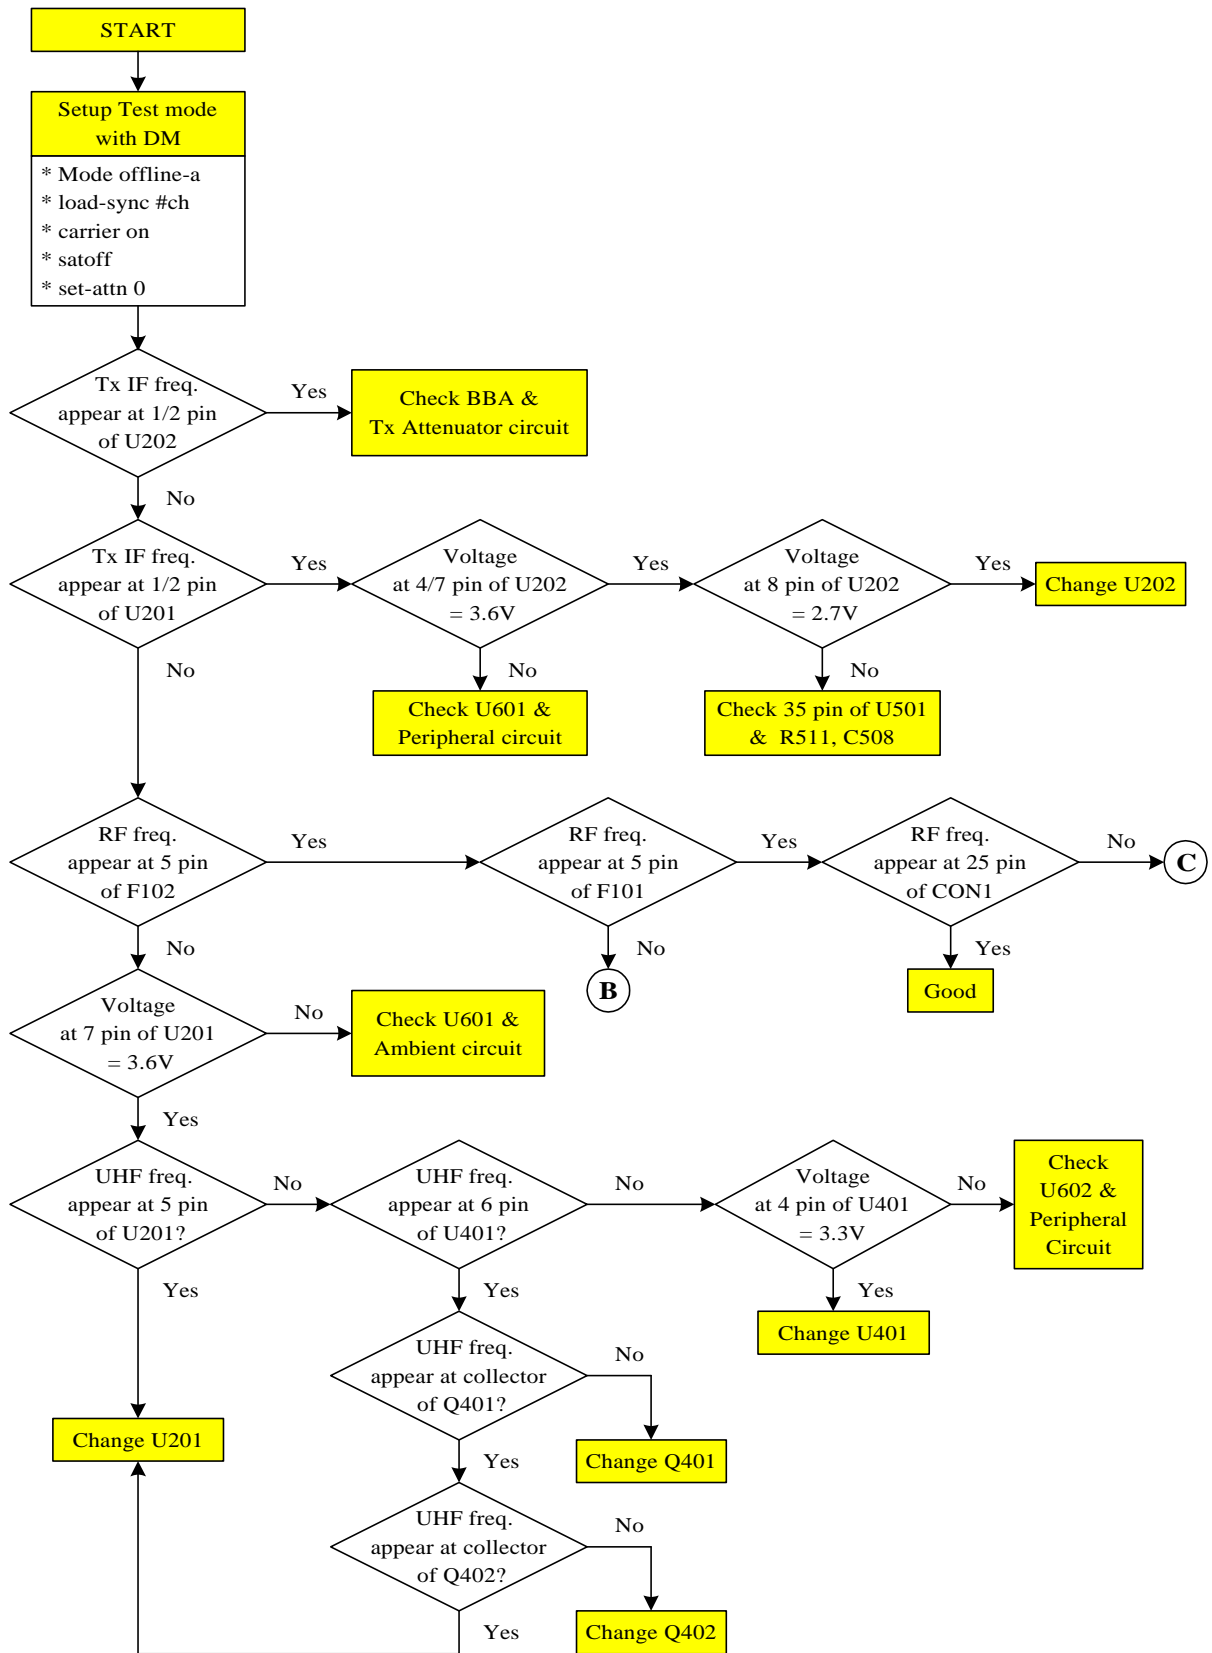 START
Setup Test mode
with DM
* Mode offline-a
* load-sync #ch
* carrier on
* satoff
* set-attn 0
Tx IF freq.
appear at 1/2 pin
of U202
Yes
Check BBA &
Tx Attenuator circuit
No
Tx IF freq.
appear at 1/2 pin
of U201
Yes
Voltage
at 4/7 pin of U202
= 3.6V
Yes
Voltage
at 8 pin of U202
= 2.7V
Yes
Change U202
No
No
No
Check U601 &
Peripheral circuit
Check 35 pin of U501
& R511, C508
RF freq.
appear at 5 pin
of F102
Yes
RF freq.
appear at 5 pin
of F101
Yes
RF freq.
appear at 25 pin
of CON1
No
C
No
No
Yes
B
Good
Voltage
at 7 pin of U201
= 3.6V
No
Check U601 &
Ambient circuit
Yes
UHF freq.
appear at 5 pin
of U201?
No
UHF freq.
appear at 6 pin
of U401?
No
Voltage
at 4 pin of U401
= 3.3V
No
Check
U602 &
Peripheral
Circuit
Yes
Yes
Yes
Change U401
UHF freq.
appear at collector
of Q401?
No
Change U201
Yes
Change Q401
UHF freq.
appear at collector
of Q402?
No
Yes
Change Q402